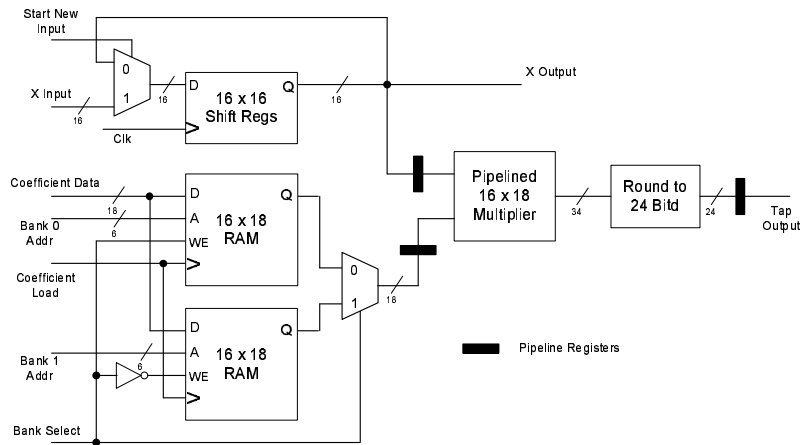 Start New
Input
0
1
X Input
16
16
D
Q
16 x 16
Shift Regs
Clk
16
X Output
Pipelined
16 x 18
Multiplier
34
Round to
24 Bitd
24
Tap
Output
Coefficient Data
18
Bank 0
Addr
6
Coefficient
Load
D
A
WE
Q
16 x 18
RAM
0
1
18
D
A
WE
Q
16 x 18
RAM
Bank 1
Addr
6
Bank Select
Pipeline Registers